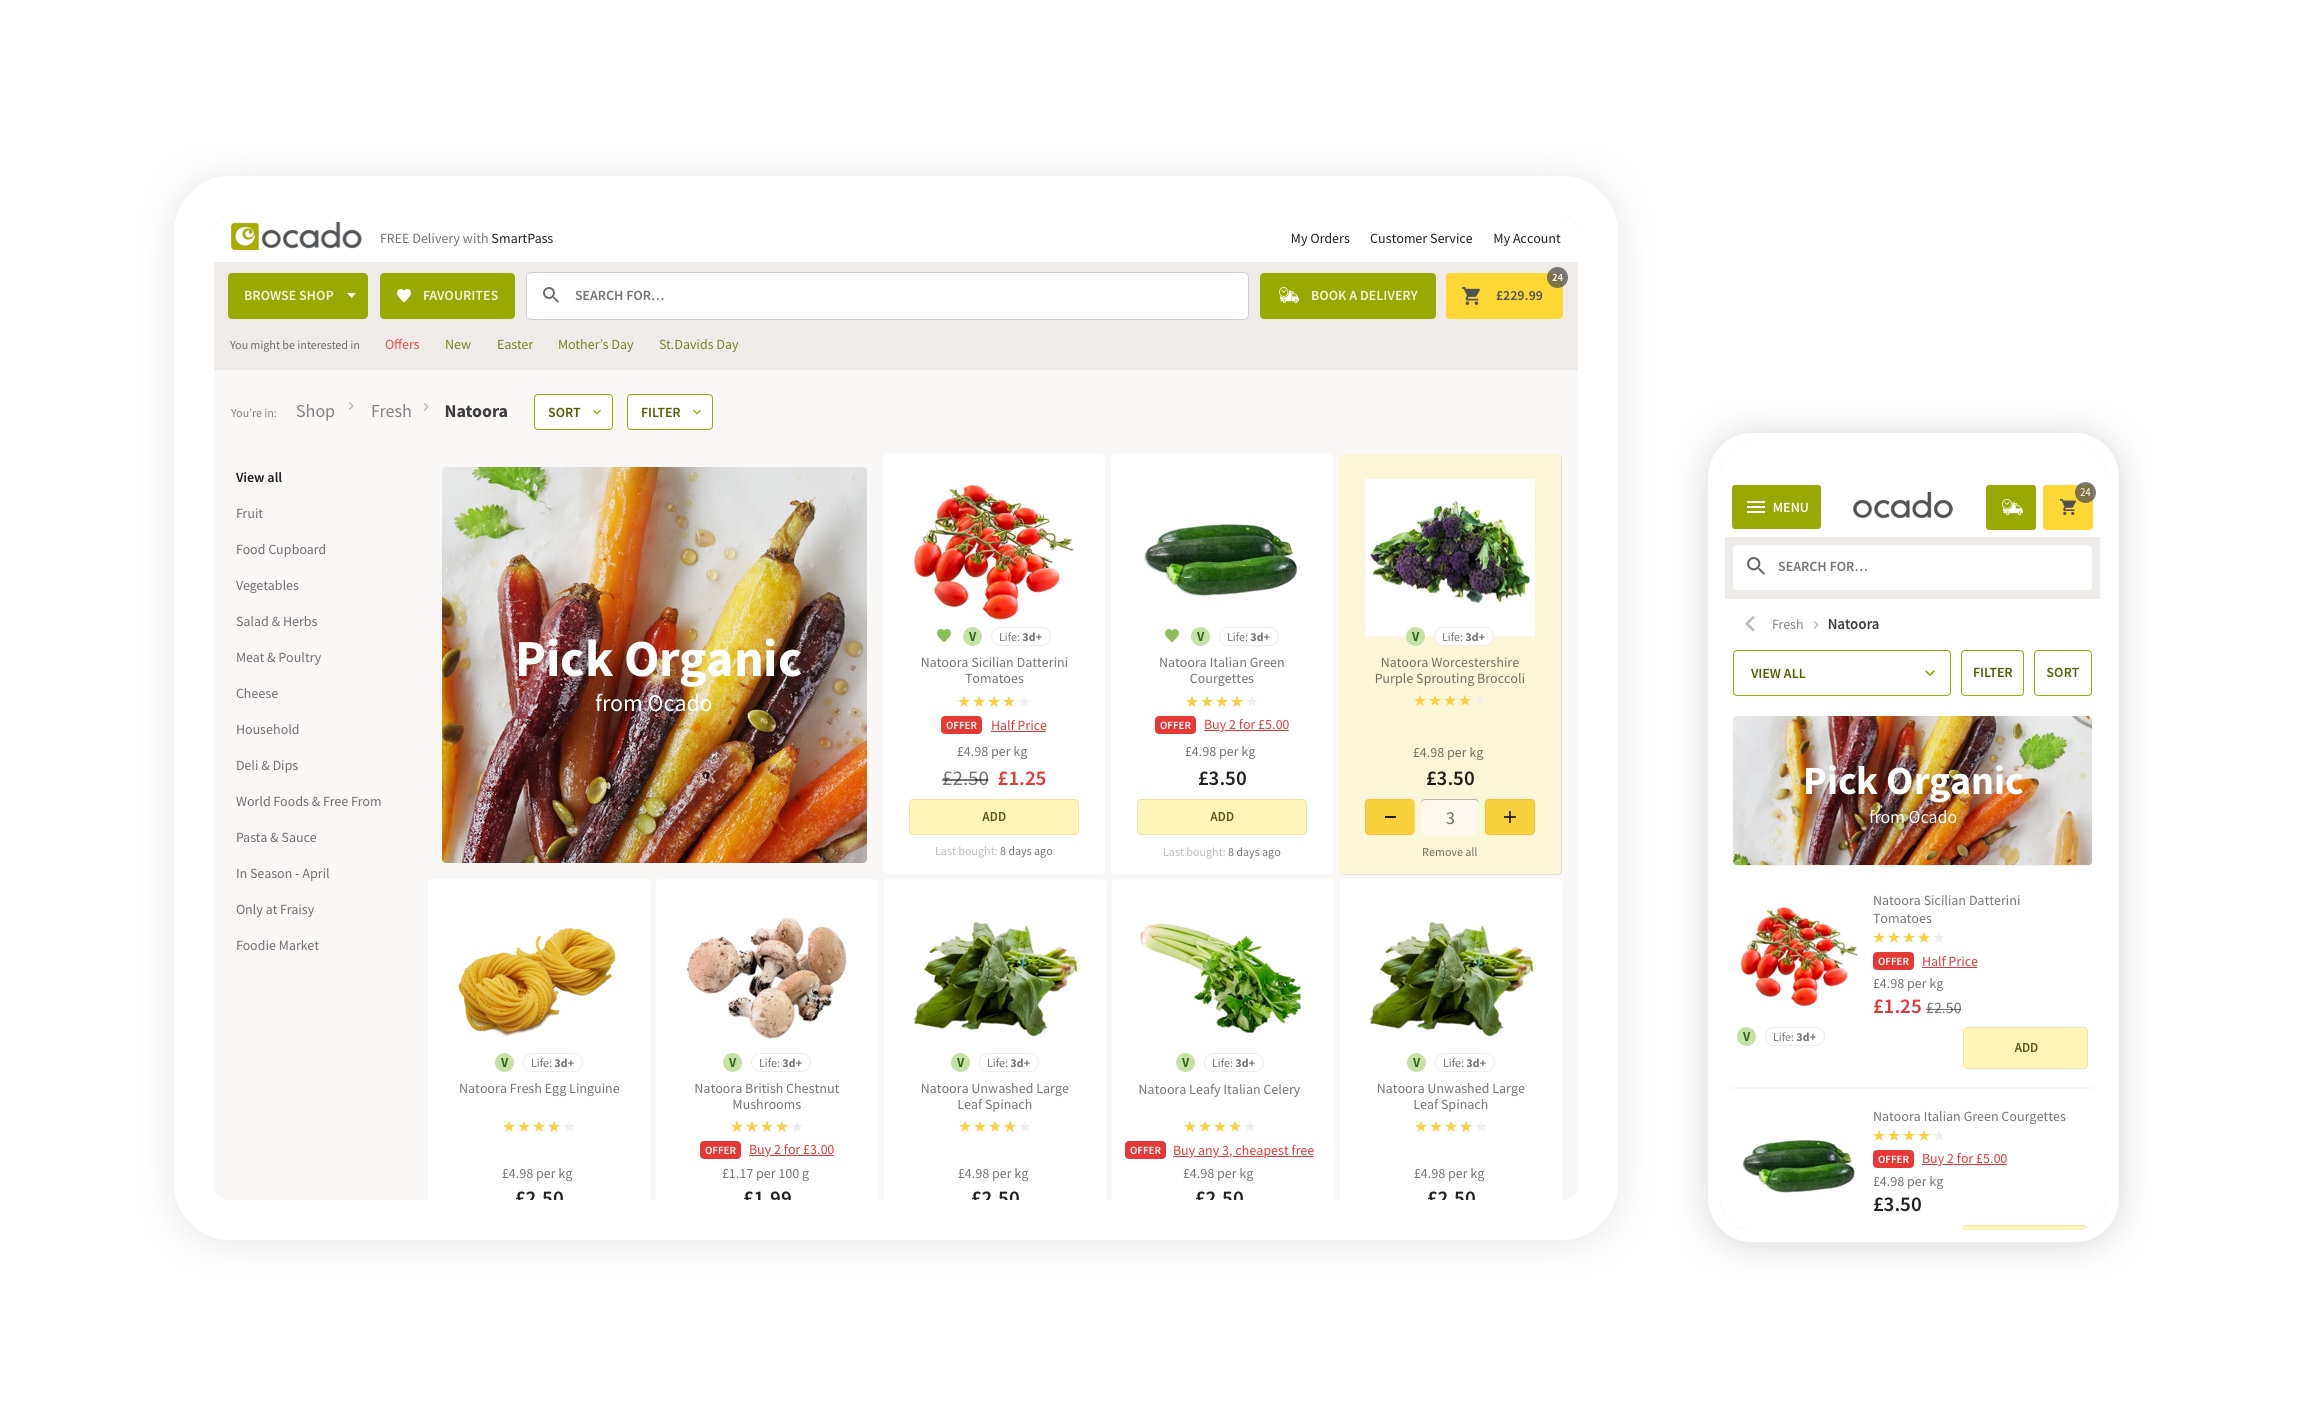 ocado
FREE Delivery with SmartPass
My Orders
Customer Service
My Account
BROWSE SHOP
FAVOURITES
SEARCH FOR...
BOOK A DELIVERY
£229.99
24
You might be interested in
Offers
New
Easter
Mother's Day
St.Davids Day
You're in:
Shop
Fresh
Natoora
SORT
FILTER
View all
Fruit
Food Cupboard
Vegetables
Salad & Herbs
Meat & Poultry
Cheese
Household
Deli & Dips
World Foods & Free From
Pasta & Sauce
In Season - April
Only at Fraisy
Foodie Market
Pick Organic
from Ocado
V
Life: 3d+
Natoora Sicilian Datterini
Tomatoes
OFFER Half Price
£4.98 per kg
£2.50 £1.25
ADD
Last bought: 8 days ago
V
Life: 3d+
Natoora Italian Green
Courgettes
OFFER Buy 2 for £5.00
£4.98 per kg
£3.50
ADD
Last bought: 8 days ago
V
Life: 3d+
Natoora Worcestershire
Purple Sprouting Broccoli
£4.98 per kg
£3.50
− 3 +
Remove all
V
Life: 3d+
Natoora Fresh Egg Linguine
£4.98 per kg
£2.50
V
Life: 3d+
Natoora British Chestnut
Mushrooms
OFFER Buy 2 for £3.00
£1.17 per 100 g
£1.99
V
Life: 3d+
Natoora Unwashed Large
Leaf Spinach
£4.98 per kg
£2.50
V
Life: 3d+
Natoora Leafy Italian Celery
OFFER Buy any 3, cheapest free
£4.98 per kg
£2.50
V
Life: 3d+
Natoora Unwashed Large
Leaf Spinach
£4.98 per kg
£2.50
MENU
ocado
24
SEARCH FOR...
Fresh
Natoora
VIEW ALL
FILTER
SORT
Pick Organic
from Ocado
Natoora Sicilian Datterini
Tomatoes
OFFER Half Price
£4.98 per kg
£1.25 £2.50
V
Life: 3d+
ADD
Natoora Italian Green Courgettes
OFFER Buy 2 for £5.00
£4.98 per kg
£3.50